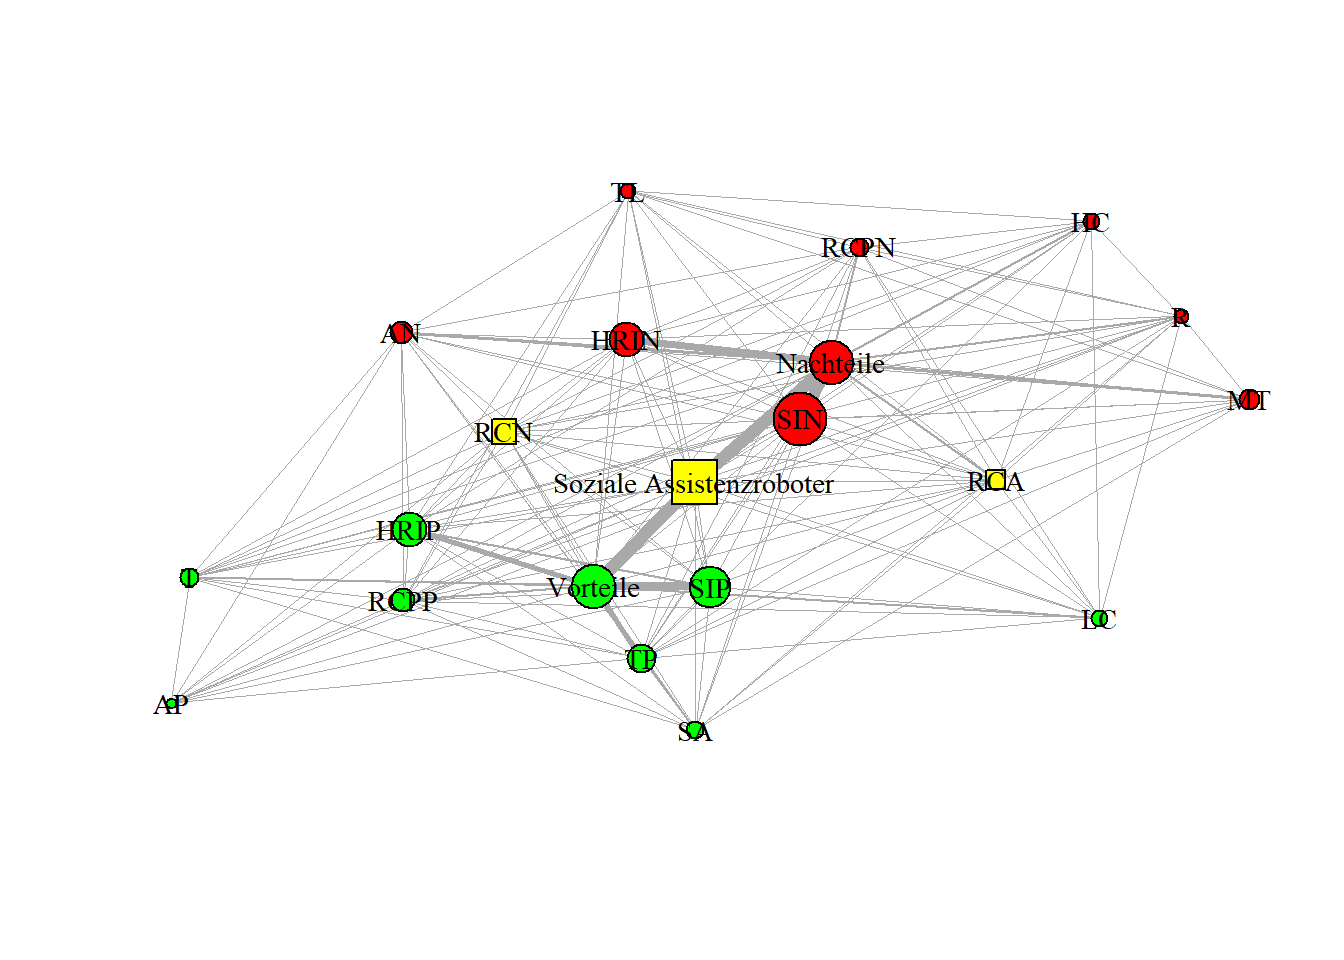 TL
HC
RCPN
R
AN
HRIN
Nachteile
MT
SIN
RCN
Soziale Assistenzroboter
RCA
HRIP
Vorteile
SIP
RCPP
LC
TP
AP
SA